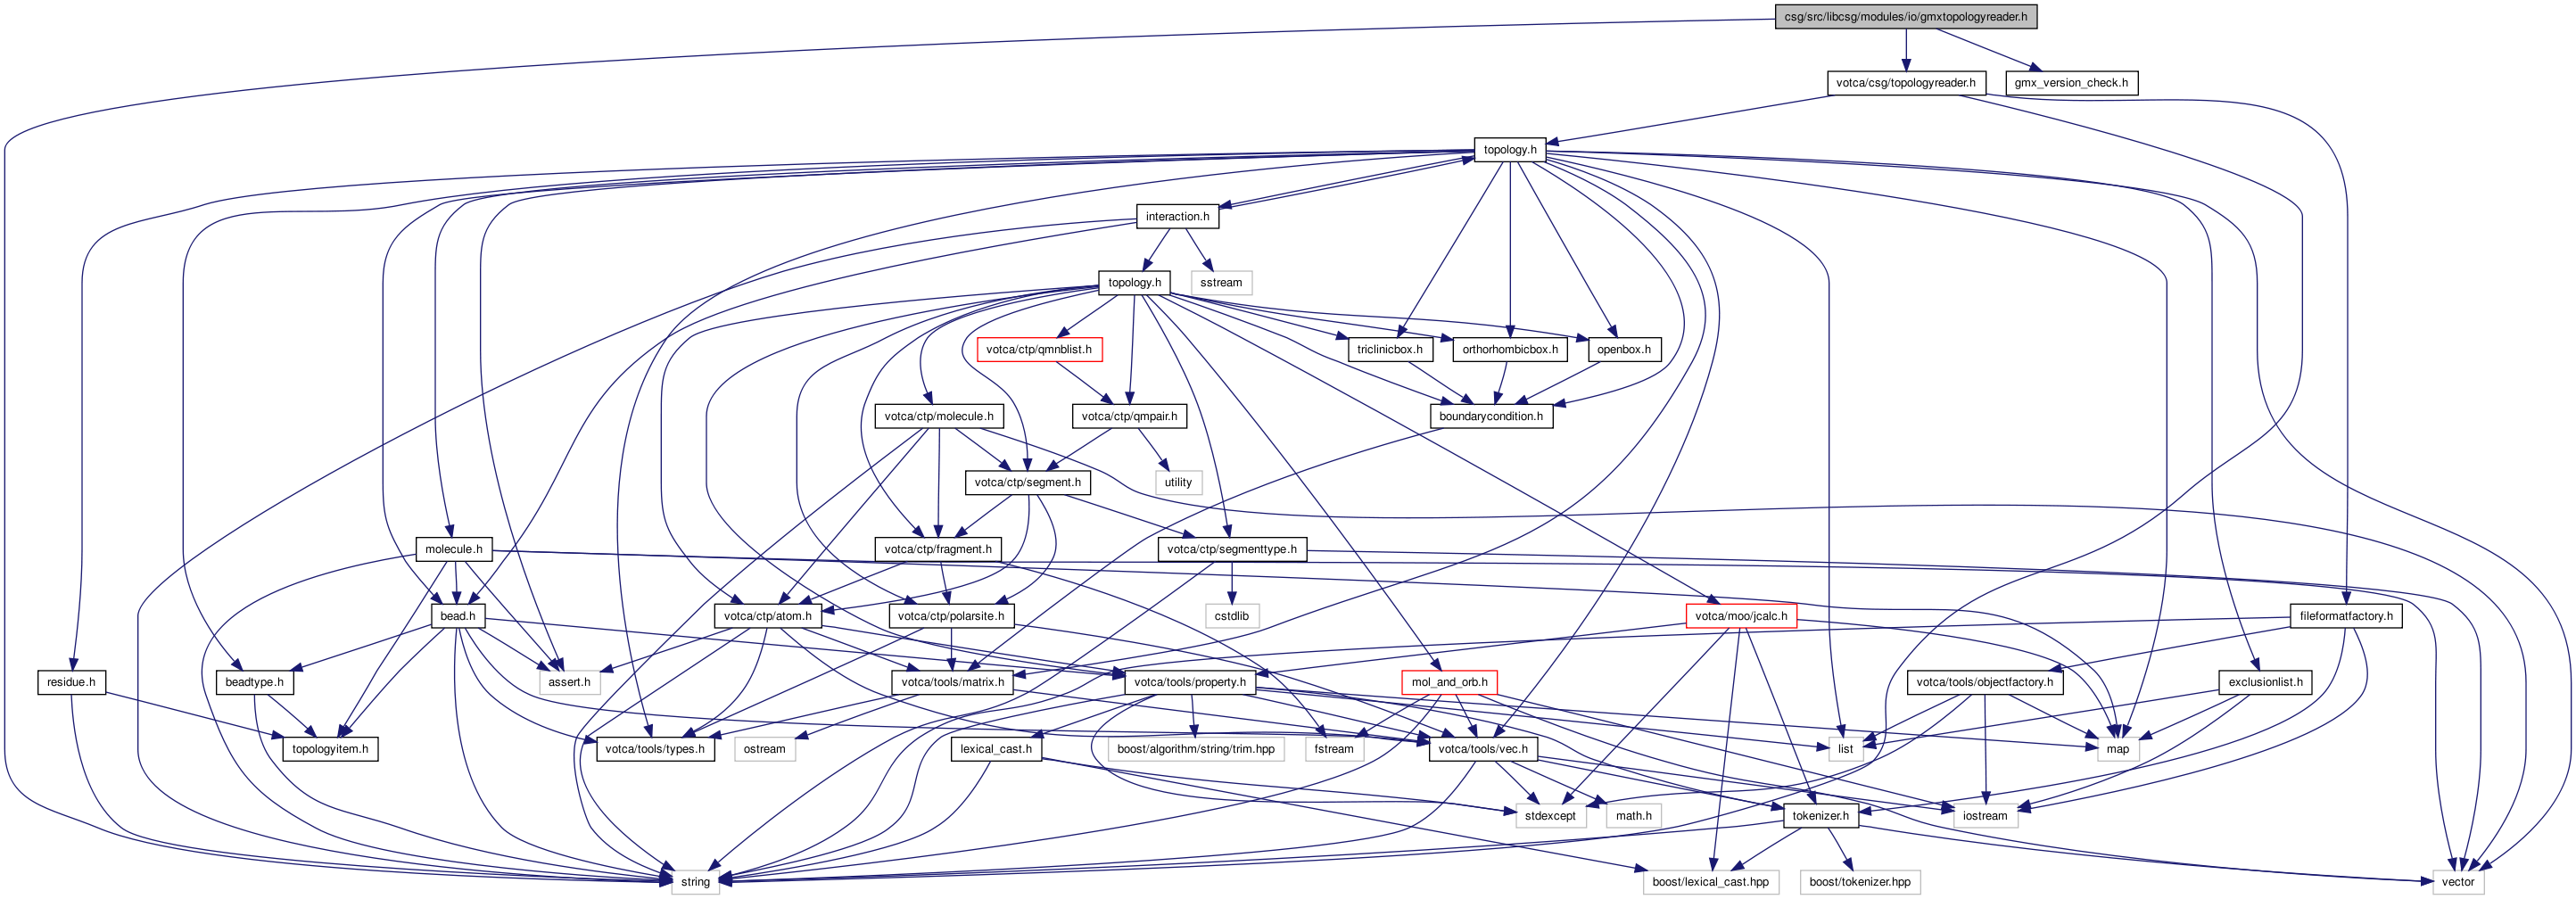 csg/src/libcsg/modules/io/gmxtopologyreader.h
votca/csg/topologyreader.h
gmx_version_check.h
topology.h
interaction.h
topology.h
sstream
votca/ctp/qmnblist.h
triclinicbox.h
orthorhombicbox.h
openbox.h
votca/ctp/molecule.h
votca/ctp/qmpair.h
boundarycondition.h
votca/ctp/segment.h
utility
molecule.h
votca/ctp/fragment.h
votca/ctp/segmenttype.h
bead.h
votca/ctp/atom.h
votca/ctp/polarsite.h
cstdlib
votca/moo/jcalc.h
fileformatfactory.h
residue.h
beadtype.h
assert.h
votca/tools/matrix.h
votca/tools/property.h
mol_and_orb.h
votca/tools/objectfactory.h
exclusionlist.h
topologyitem.h
votca/tools/types.h
ostream
lexical_cast.h
boost/algorithm/string/trim.hpp
fstream
votca/tools/vec.h
list
map
stdexcept
math.h
tokenizer.h
iostream
string
boost/lexical_cast.hpp
boost/tokenizer.hpp
vector